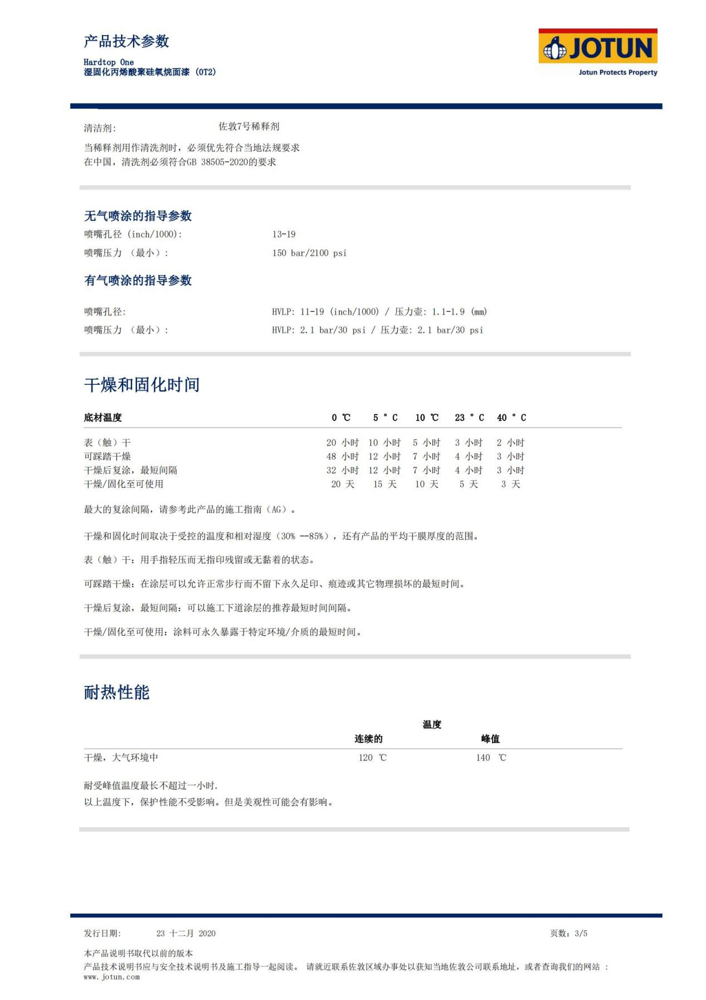 产品技术参数
Hardtop One
湿固化丙烯酸聚硅氧烷面漆 (OT2)
JOTUN
Jotun Protects Property
清洁剂: 佐敦7号稀释剂
当稀释剂用作清洗剂时，必须优先符合当地法规要求
在中国，清洗剂必须符合GB 38505-2020的要求
无气喷涂的指导参数
喷嘴孔径 (inch/1000): 13-19
喷嘴压力 （最小）: 150 bar/2100 psi
有气喷涂的指导参数
喷嘴孔径: HVLP: 11-19 (inch/1000) / 压力壶: 1.1-1.9 (mm)
喷嘴压力 （最小）: HVLP: 2.1 bar/30 psi / 压力壶: 2.1 bar/30 psi
干燥和固化时间
底材温度 0 ℃ 5 ° C 10 ℃ 23 ° C 40 ° C
表（触）干 20 小时 10 小时 5 小时 3 小时 2 小时
可踩踏干燥 48 小时 12 小时 7 小时 4 小时 3 小时
干燥后复涂，最短间隔 32 小时 12 小时 7 小时 4 小时 3 小时
干燥/固化至可使用 20 天 15 天 10 天 5 天 3 天
最大的复涂间隔，请参考此产品的施工指南（AG）。
干燥和固化时间取决于受控的温度和相对湿度（30% --85%），还有产品的平均干膜厚度的范围。
表（触）干：用手指轻压而无指印残留或无黏着的状态。
可踩踏干燥：在涂层可以允许正常步行而不留下永久足印、痕迹或其它物理损坏的最短时间。
干燥后复涂，最短间隔：可以施工下道涂层的推荐最短时间间隔。
干燥/固化至可使用：涂料可永久暴露于特定环境/介质的最短时间。
耐热性能
温度
连续的 峰值
干燥，大气环境中 120 ℃ 140 ℃
耐受峰值温度最长不超过一小时.
以上温度下，保护性能不受影响。但是美观性可能会有影响。
发行日期: 23 十二月 2020 页数: 3/5
本产品说明书取代以前的版本
产品技术说明书应与安全技术说明书及施工指导一起阅读。 请就近联系佐敦区域办事处以获知当地佐敦公司联系地址，或者查询我们的网站 :
www.jotun.com